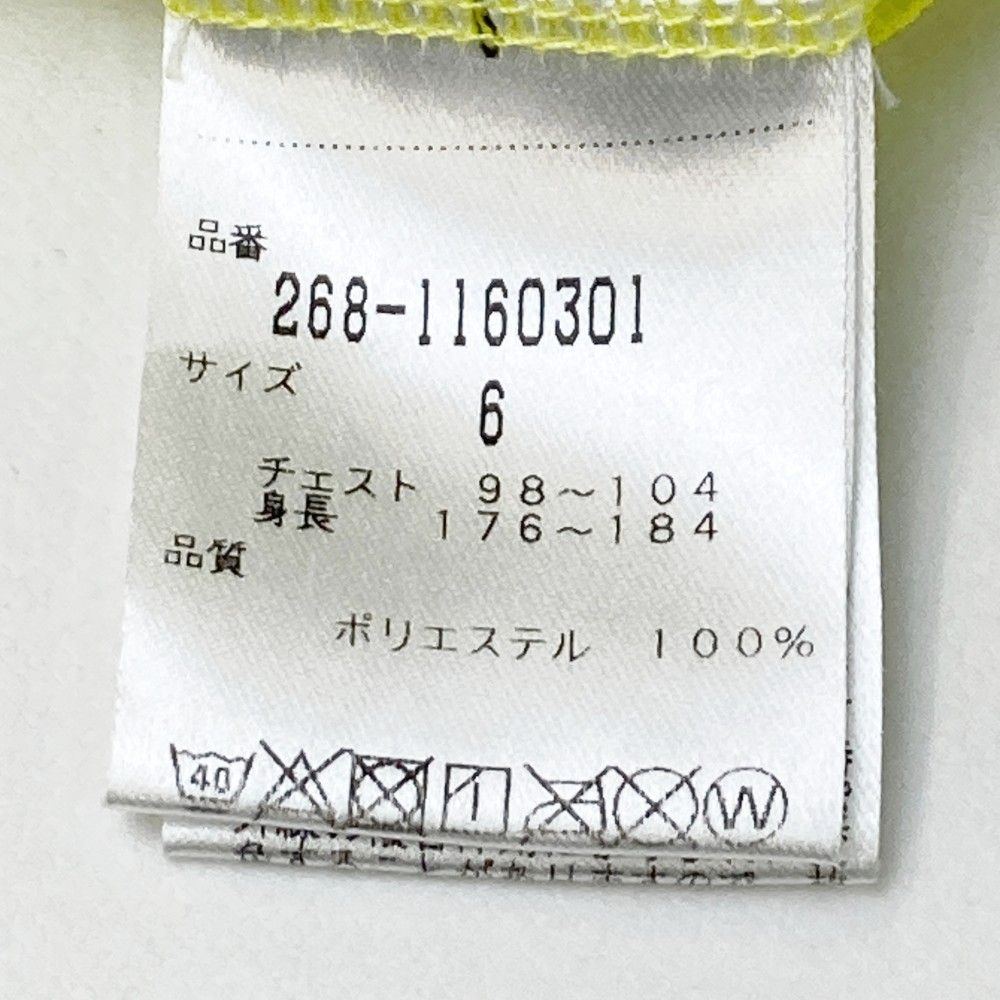 品番
268-1160301
サイズ
6
チェスト 98～104
身長 176～184
品質
ポリエステル 100%
40
W